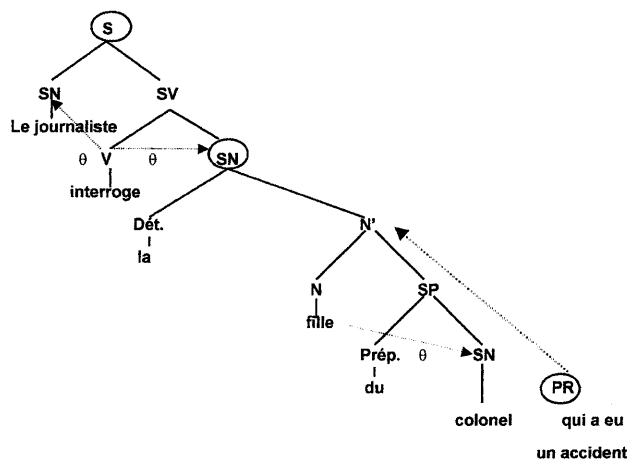 S
SN SV
Le journaliste
θ V θ SN
interroge
Dét. N'
la
N SP
fille
Prép. θ SN
du PR
colonel qui a eu
un accident